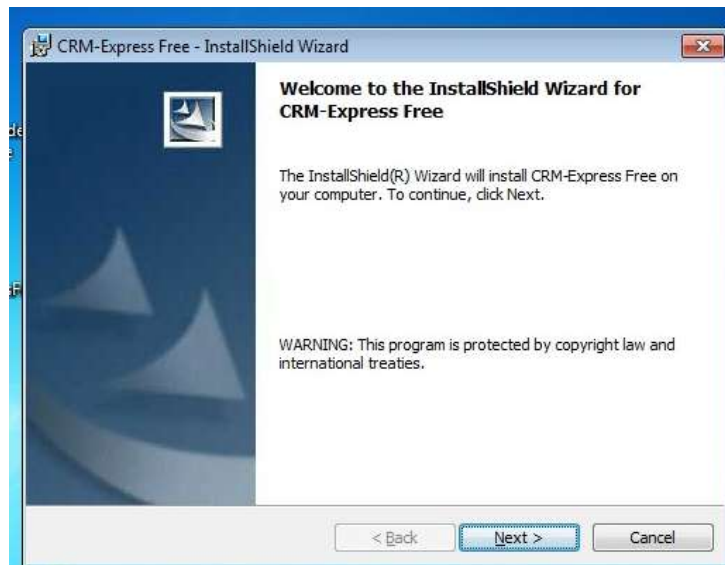 CRM-Express Free - InstallShield Wizard
Welcome to the InstallShield Wizard for
CRM-Express Free
The InstallShield(R) Wizard will install CRM-Express Free on
your computer. To continue, click Next.
WARNING: This program is protected by copyright law and
international treaties.
< Back
Next >
Cancel